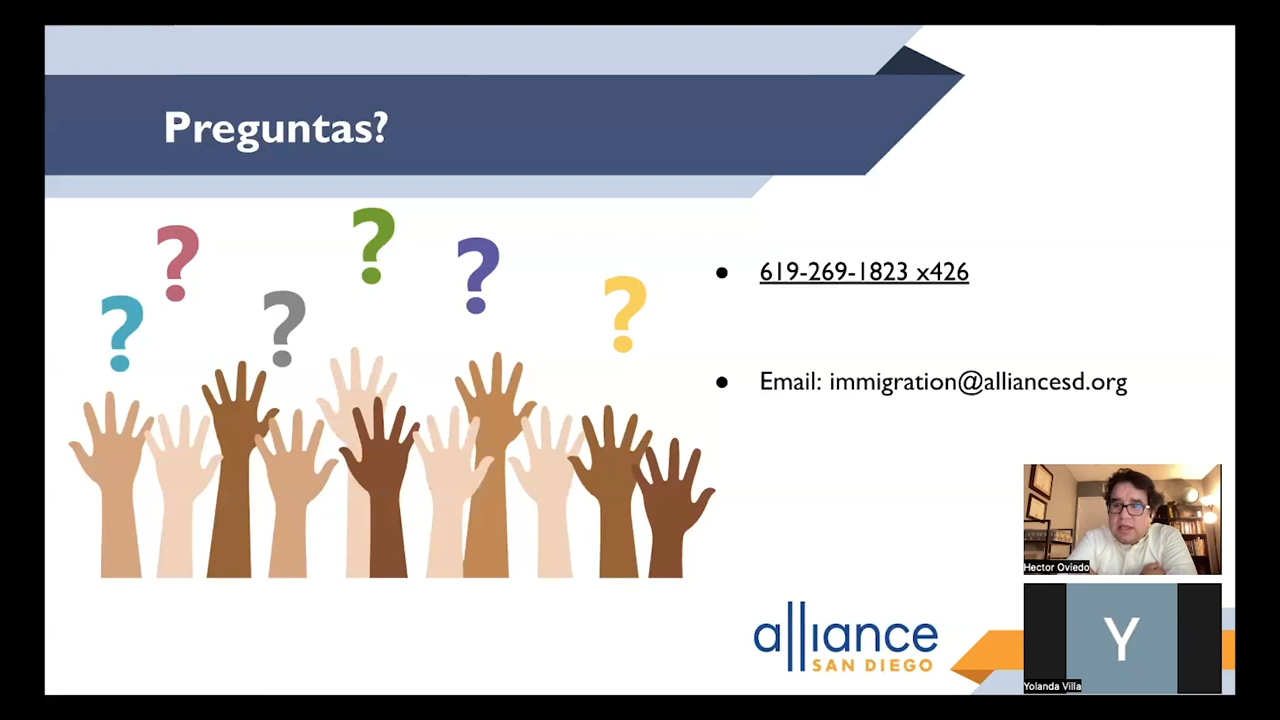 Preguntas?
? ? ? ? ? ?
● 619-269-1823 x426
● Email: immigration@alliancesd.org
Hector Oviedo
alliance
SAN DIEGO
Y
Yolanda Villa